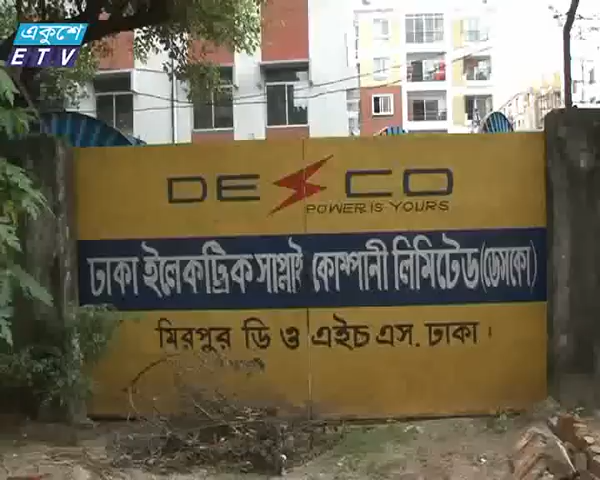 একুশে
ETV
DESCO
POWER IS YOURS
ঢাকা ইলেকট্রিক সাপ্লাই কোম্পানী লিমিটেড (ডেসকো)
মিরপুর ডি ও এইচ এস. ঢাকা।